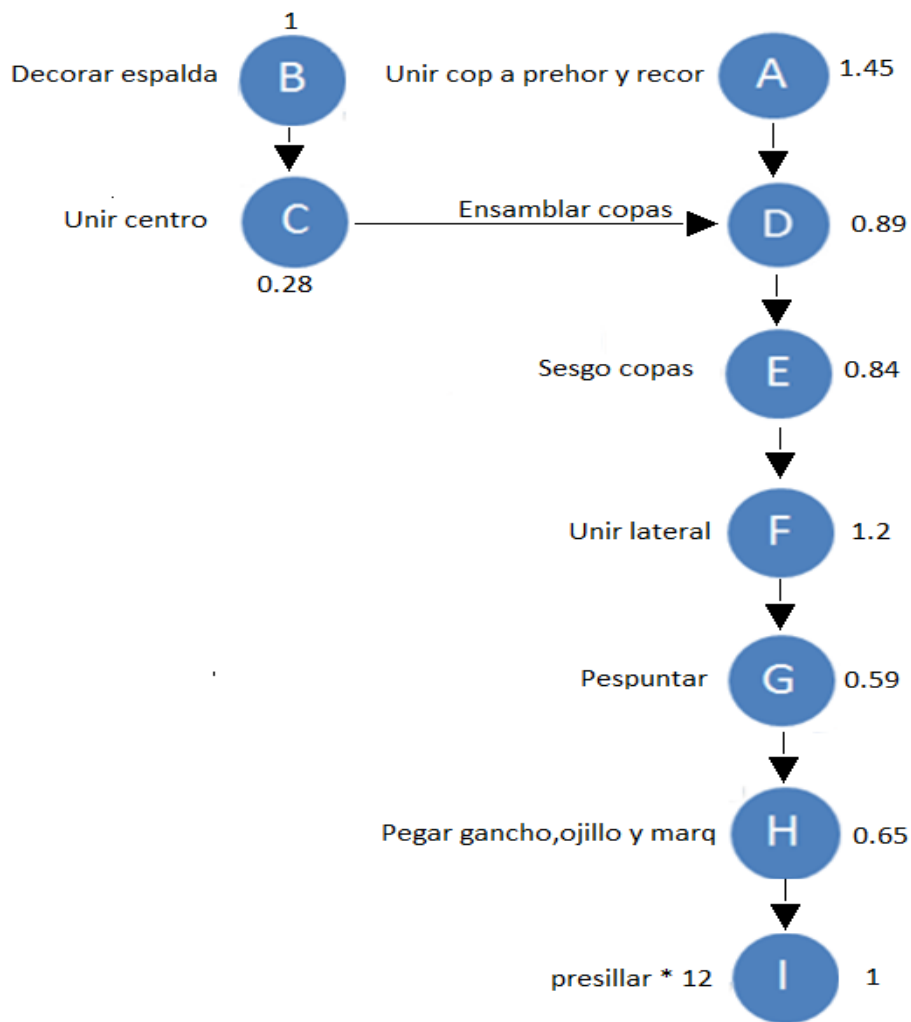 1
Decorar espalda
B
Unir cop a prehor y recor
A
1.45
Unir centro
C
0.28
Ensamblar copas
D
0.89
Sesgo copas
E
0.84
Unir lateral
F
1.2
Pespuntar
G
0.59
Pegar gancho,ojillo y marq
H
0.65
presillar * 12
I
1